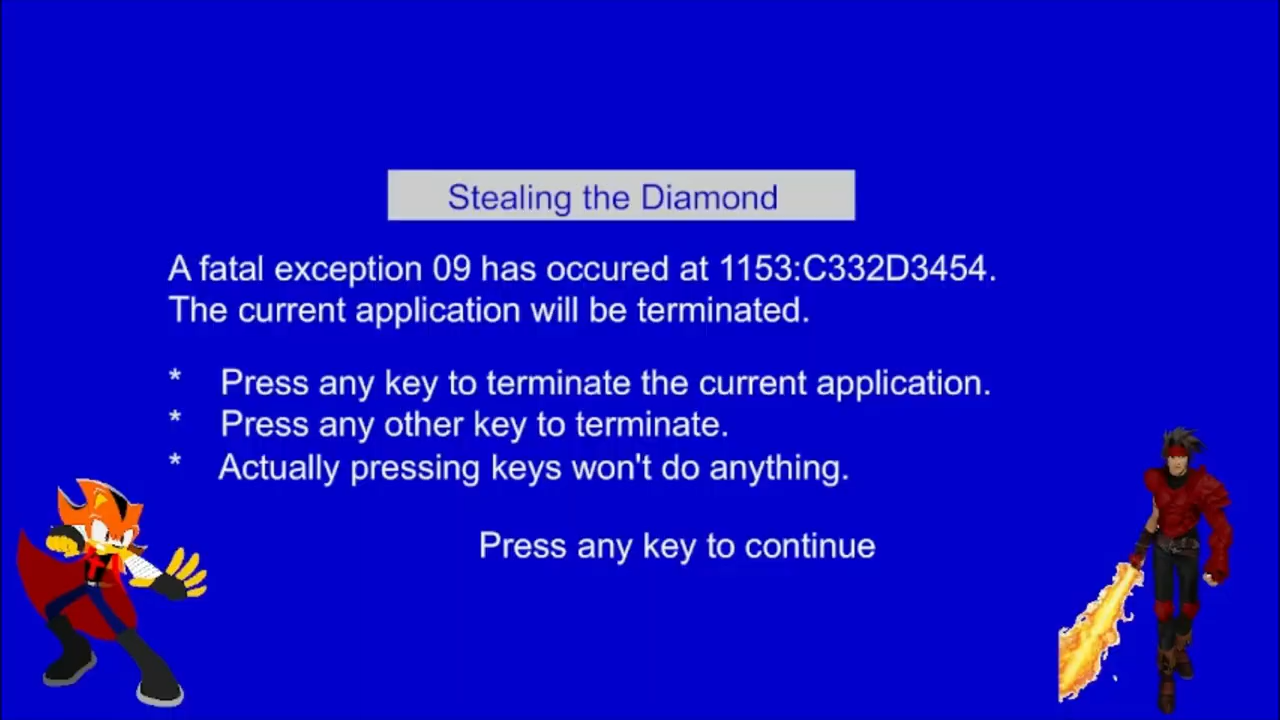 Stealing the Diamond
A fatal exception 09 has occured at 1153:C332D3454.
The current application will be terminated.
* Press any key to terminate the current application.
* Press any other key to terminate.
* Actually pressing keys won't do anything.
Press any key to continue